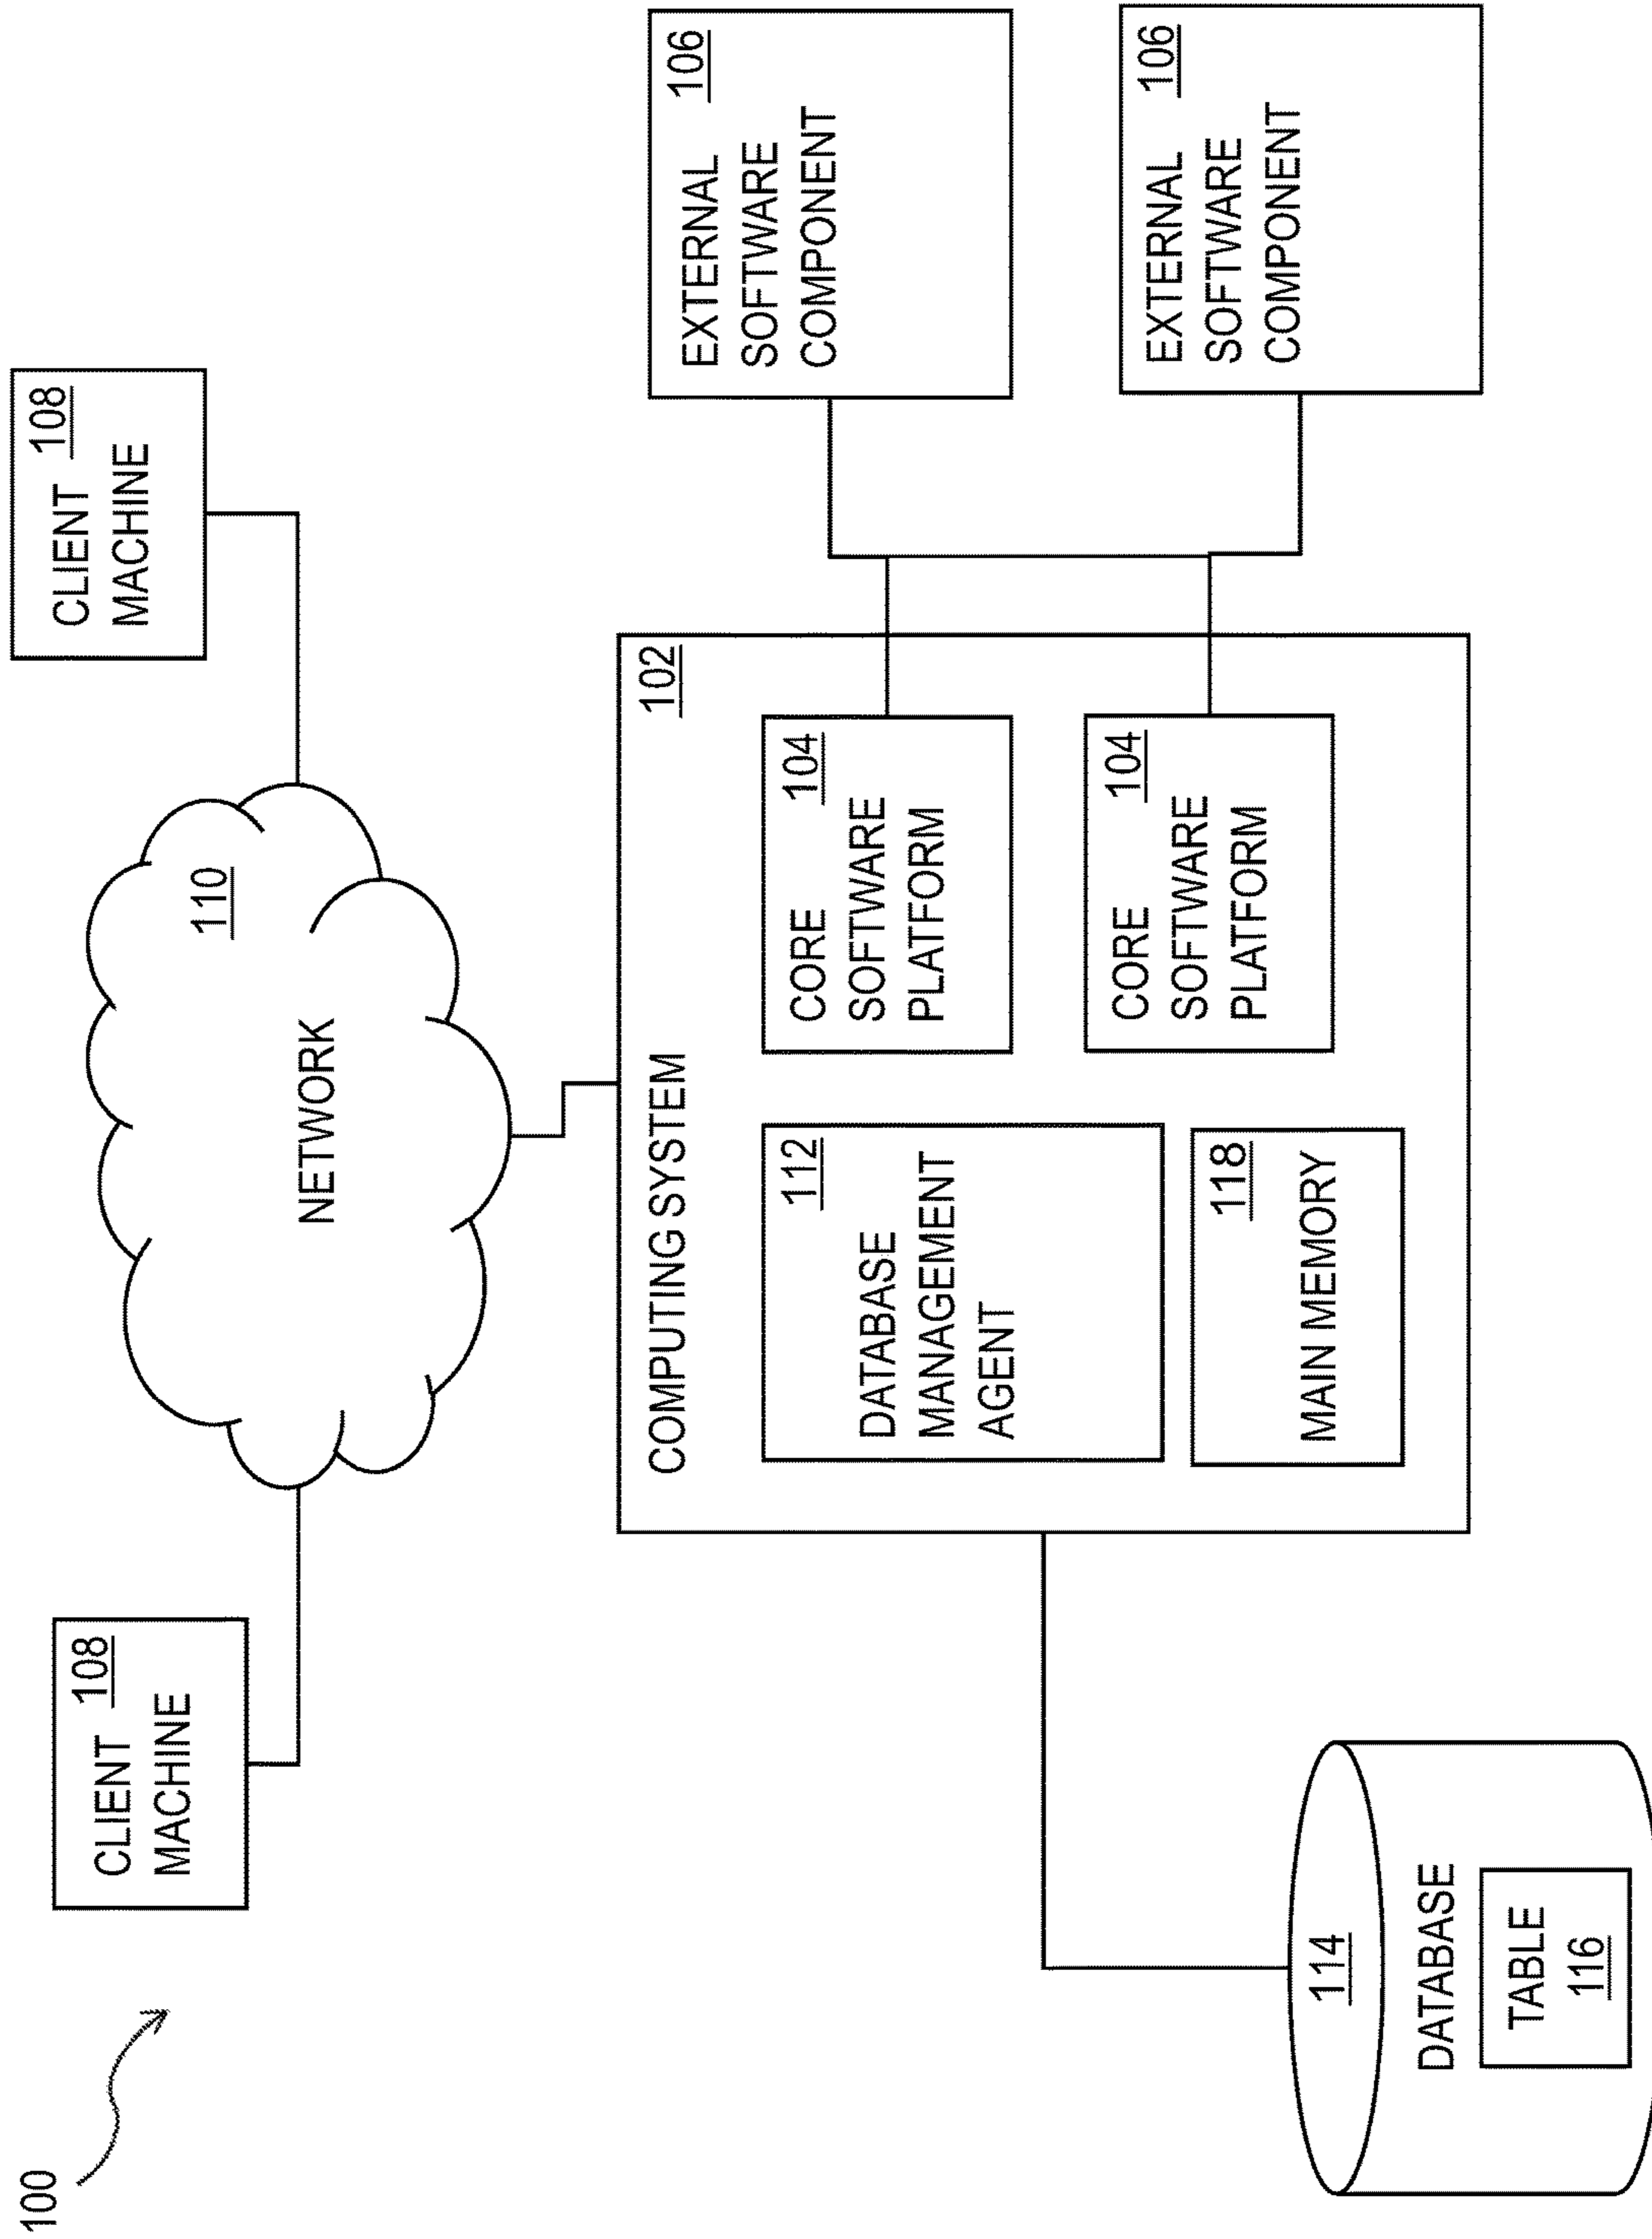 100
CLIENT 108
MACHINE
CLIENT 108
MACHINE
110
NETWORK
COMPUTING SYSTEM 102
112
DATABASE
MANAGEMENT
AGENT
CORE 104
SOFTWARE
PLATFORM
118
MAIN MEMORY
CORE 104
SOFTWARE
PLATFORM
EXTERNAL 106
SOFTWARE
COMPONENT
EXTERNAL 106
SOFTWARE
COMPONENT
114
DATABASE
TABLE
116